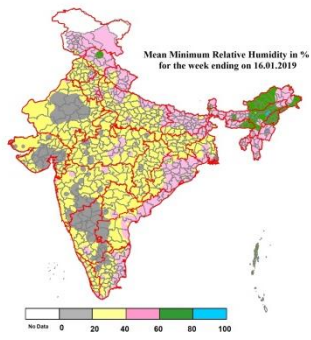 Mean Minimum Relative Humidity in %
for the week ending on 16.01.2019
No Data 0 20 40 60 80 100